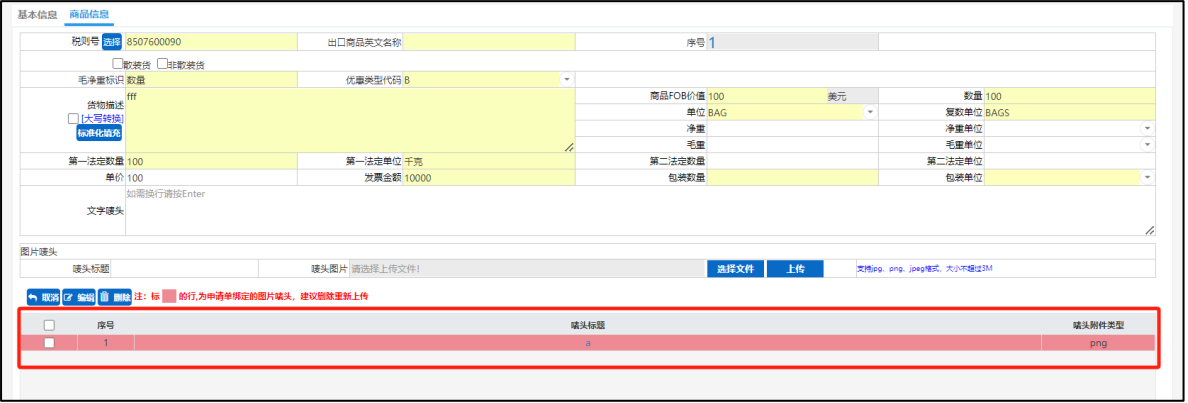 基本信息 商品信息
税则号 选择 8507600090 出口商品英文名称 序号 1
散装货 非散装货
毛净重标识 数量 优惠类型代码 B
货物描述 fff 商品FOB价值 100 美元 数量 100
[大写转换] 单位 BAG 复数单位 BAGS
标准化填充 净重 净重单位
毛重 毛重单位
第一法定数量 100 第一法定单位 千克 第二法定数量 第二法定单位
单价 100 发票金额 10000 包装数量 包装单位
文字唛头 如需换行请按Enter
图片唛头
唛头标题 唛头图片 请选择上传文件! 选择文件 上传 支持jpg、png、jpeg格式，大小不超过3M
取消 编辑 删除 注：标 的行,为申请单绑定的图片唛头，建议删除重新上传
序号 唛头标题 唛头附件类型
1 a png